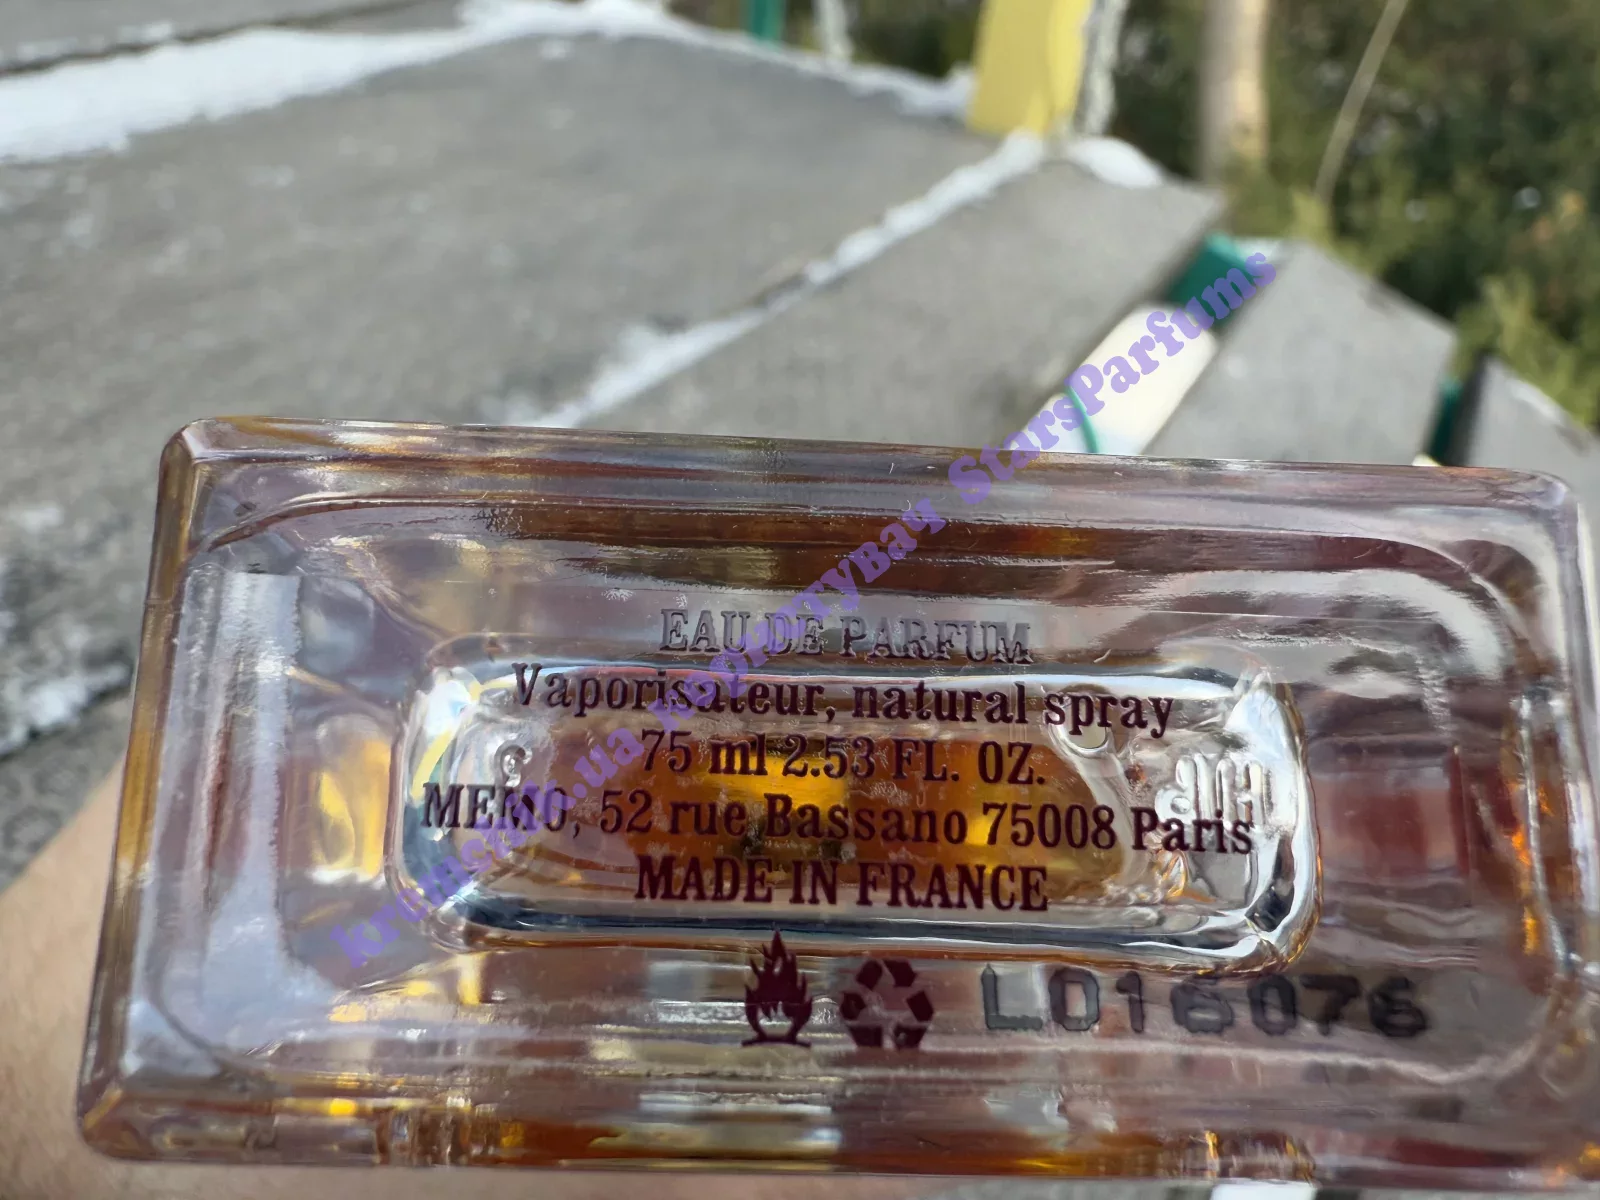 EAU DE PARFUM
Vaporisateur, natural spray
75 ml 2.53 FL. OZ.
MEMO, 52 rue Bassano 75008 Paris
MADE IN FRANCE
L016076
StarsParfums